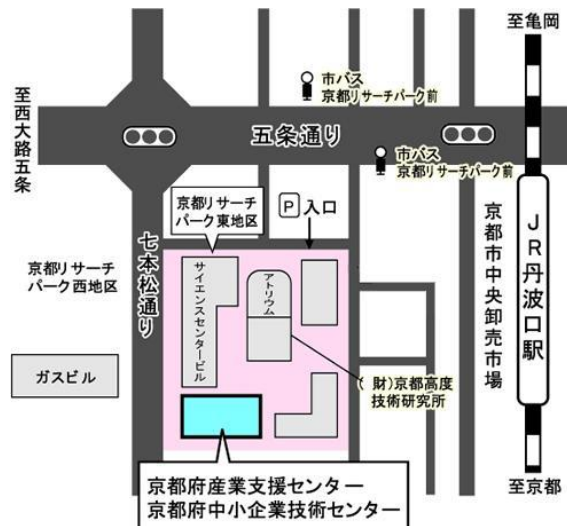 至亀岡
市バス
京都リサーチパーク前
至西大路五条
五条通り
市バス
京都リサーチパーク前
京都リサーチ
パーク東地区
P 入口
七本松通り
京都リサーチ
パーク西地区
サイエンスセンタービル
アトリウム
京都市中央卸売市場
JR丹波口駅
ガスビル
(財)京都高度
技術研究所
京都府産業支援センター
京都府中小企業技術センター
至京都